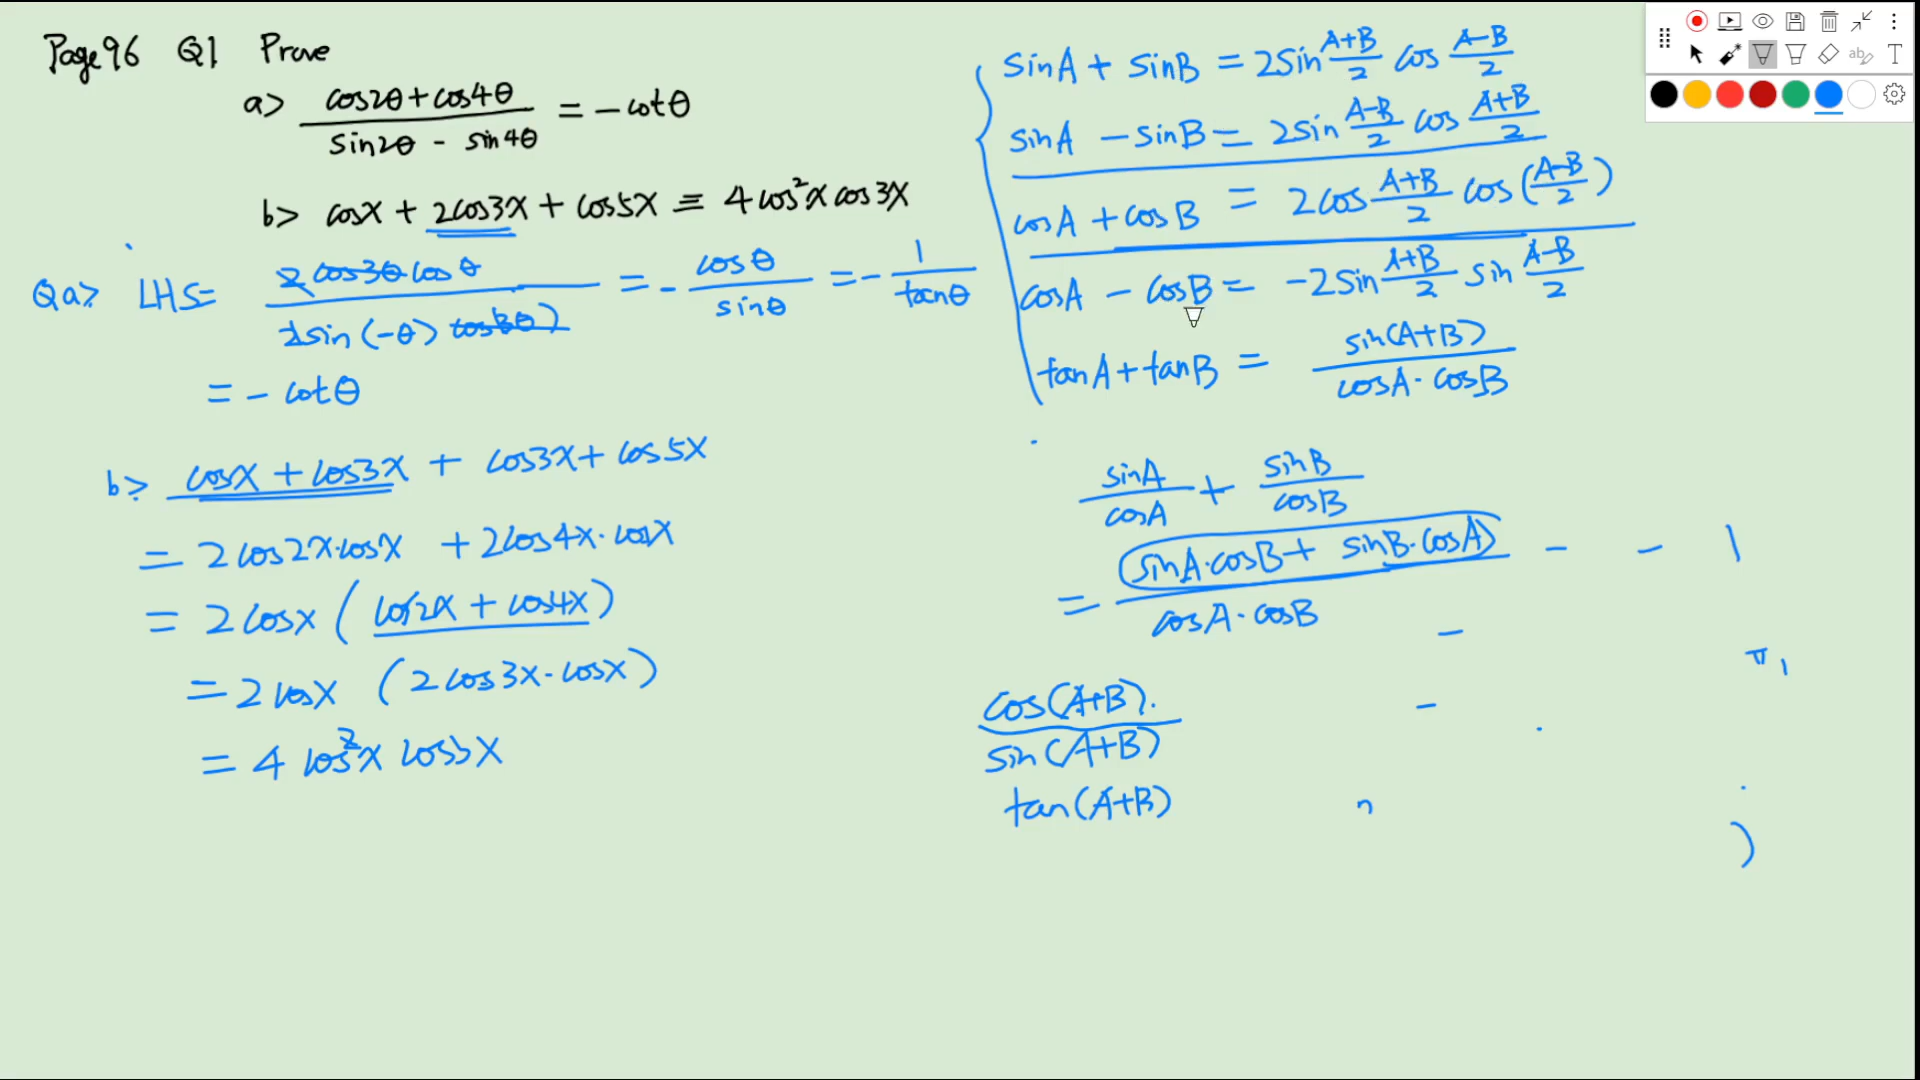 Page 96 Q1 Prove
a> (cos2θ + cos4θ)/(sin2θ - sin4θ) = -cotθ
b> cosx + 2cos3x + cos5x ≡ 4cos²x cos3x
Qa> LHS = (2cos3θ cosθ)/(2sin(-θ) cos3θ) = -cosθ/sinθ = -1/tanθ
= -cotθ
b> cosx + cos3x + cos3x + cos5x
= 2cos2x·cosx + 2cos4x·cosx
= 2cosx (cos2x + cos4x)
= 2cosx (2cos3x·cosx)
= 4cos²x cos3x
sinA + sinB = 2sin (A+B)/2 cos (A-B)/2
sinA - sinB = 2sin (A-B)/2 cos (A+B)/2
cosA + cosB = 2cos (A+B)/2 cos ((A-B)/2)
cosA - cosB = -2sin (A+B)/2 sin (A-B)/2
tanA + tanB = sin(A+B)/(cosA·cosB)
sinA/cosA + sinB/cosB
= (sinA·cosB + sinB·cosA)/(cosA·cosB)
cos(A+B).
sin(A+B)
tan(A+B)